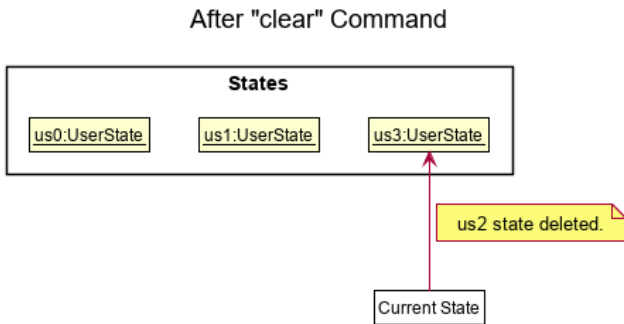 After "clear" Command
States
us0:UserState
us1:UserState
us3:UserState
us2 state deleted.
Current State